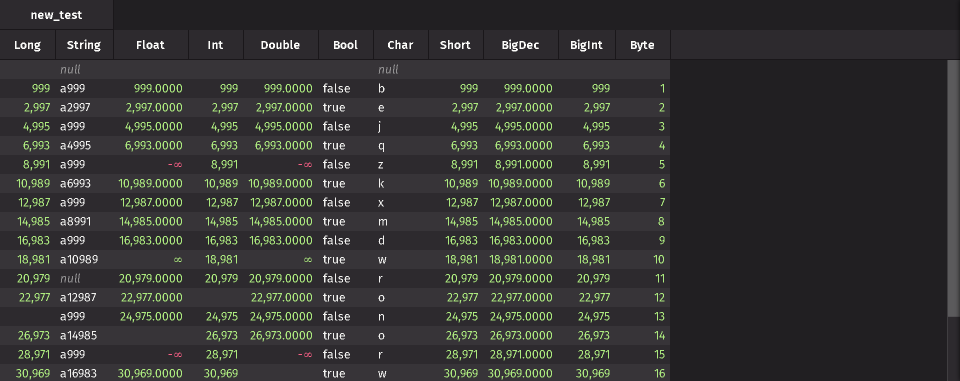 new_test
Long String Float Int Double Bool Char Short BigDec BigInt Byte
null null
999 a999 999.0000 999 999.0000 false b 999 999.0000 999 1
2,997 a2997 2,997.0000 2,997 2,997.0000 true e 2,997 2,997.0000 2,997 2
4,995 a999 4,995.0000 4,995 4,995.0000 false j 4,995 4,995.0000 4,995 3
6,993 a4995 6,993.0000 6,993 6,993.0000 true q 6,993 6,993.0000 6,993 4
8,991 a999 -∞ 8,991 -∞ false z 8,991 8,991.0000 8,991 5
10,989 a6993 10,989.0000 10,989 10,989.0000 true k 10,989 10,989.0000 10,989 6
12,987 a999 12,987.0000 12,987 12,987.0000 false x 12,987 12,987.0000 12,987 7
14,985 a8991 14,985.0000 14,985 14,985.0000 true m 14,985 14,985.0000 14,985 8
16,983 a999 16,983.0000 16,983 16,983.0000 false d 16,983 16,983.0000 16,983 9
18,981 a10989 ∞ 18,981 ∞ true w 18,981 18,981.0000 18,981 10
20,979 null 20,979.0000 20,979 20,979.0000 false r 20,979 20,979.0000 20,979 11
22,977 a12987 22,977.0000 22,977.0000 true o 22,977 22,977.0000 22,977 12
a999 24,975.0000 24,975 24,975.0000 false n 24,975 24,975.0000 24,975 13
26,973 a14985 26,973 26,973.0000 true o 26,973 26,973.0000 26,973 14
28,971 a999 -∞ 28,971 -∞ false r 28,971 28,971.0000 28,971 15
30,969 a16983 30,969.0000 30,969 true w 30,969 30,969.0000 30,969 16